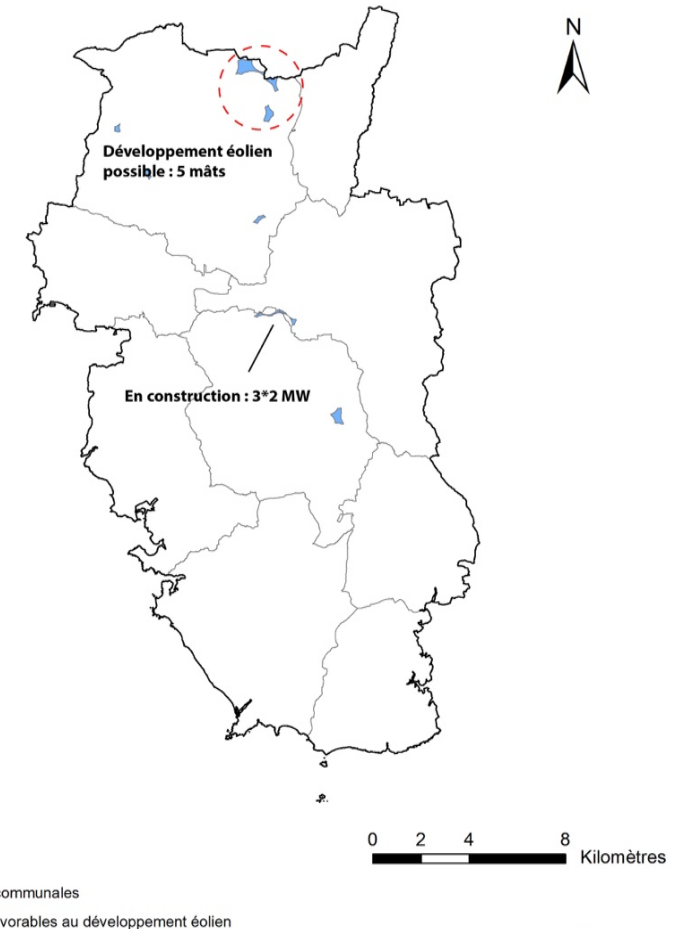 N
Développement éolien
possible : 5 mâts
En construction : 3*2 MW
0 2 4 8
Kilomètres
communales
vorables au développement éolien